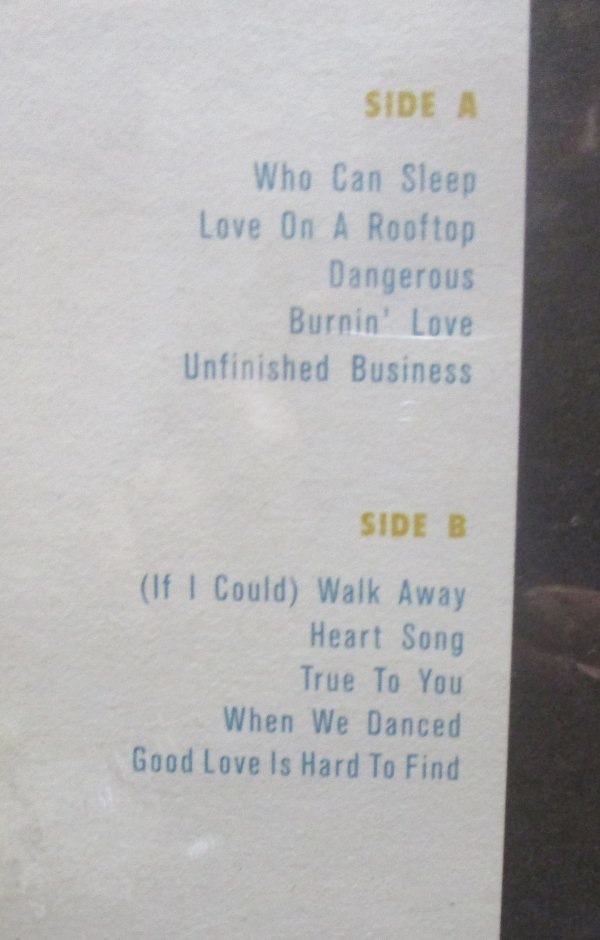 SIDE A
Who Can Sleep
Love On A Rooftop
Dangerous
Burnin' Love
Unfinished Business
SIDE B
(If I Could) Walk Away
Heart Song
True To You
When We Danced
Good Love Is Hard To Find